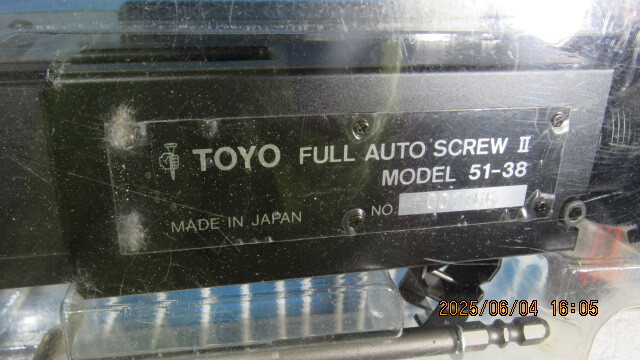 TOYO FULL AUTO SCREW II
MODEL 51-38
NO.
MADE IN JAPAN
2025/06/04 16:05